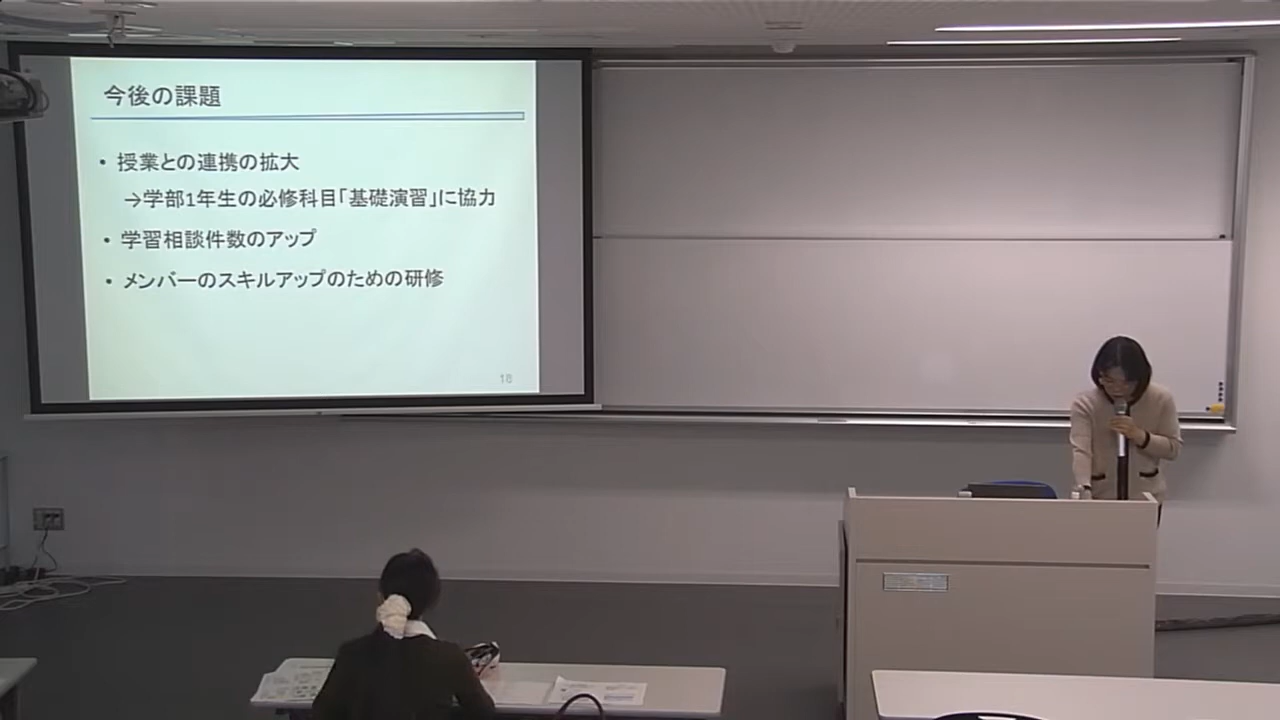 今後の課題
• 授業との連携の拡大
→学部1年生の必修科目「基礎演習」に協力
• 学習相談件数のアップ
• メンバーのスキルアップのための研修
18